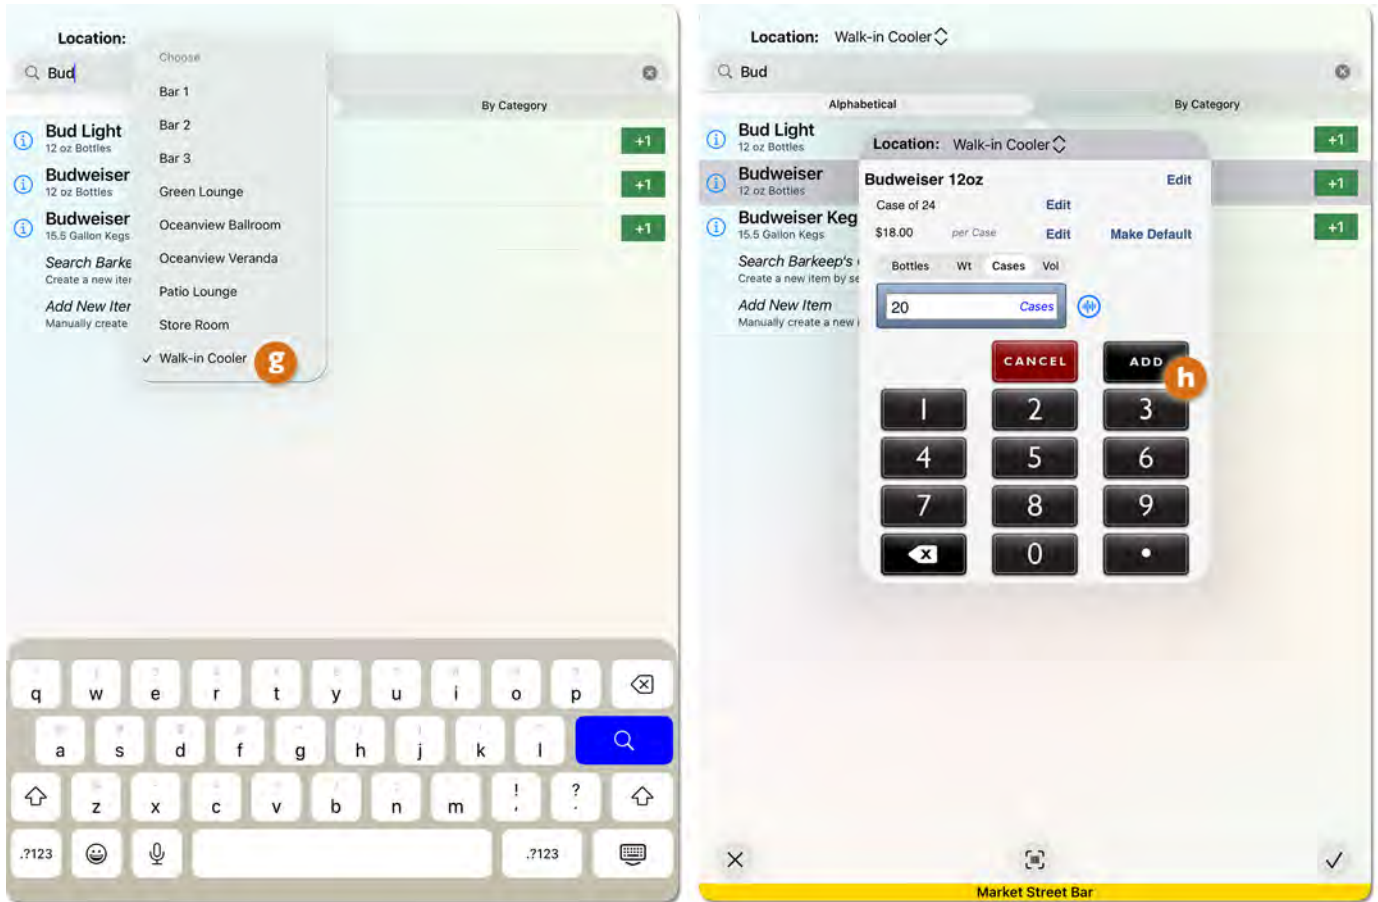 Location:
Bud
Choose
Bar 1
Bar 2
Bar 3
Green Lounge
Oceanview Ballroom
Oceanview Veranda
Patio Lounge
Store Room
✓ Walk-in Cooler
g
By Category
Bud Light
12 oz Bottles
+1
Budweiser
12 oz Bottles
+1
Budweiser
15.5 Gallon Kegs
+1
Search Barke
Create a new iter
Add New Iter
Manually create
q w e r t y u i o p
a s d f g h j k l
z x c v b n m ! , ? .
.?123 .?123
Location: Walk-in Cooler
Bud
Alphabetical By Category
Bud Light
12 oz Bottles
+1
Budweiser
12 oz Bottles
+1
Budweiser Keg
15.5 Gallon Kegs
+1
Search Barkeep's
Create a new item by se
Add New Item
Manually create a new
Location: Walk-in Cooler
Budweiser 12oz Edit
Case of 24 Edit
$18.00 per Case Edit Make Default
Bottles Wt Cases Vol
20 Cases
CANCEL ADD
h
1 2 3
4 5 6
7 8 9
0 .
Market Street Bar